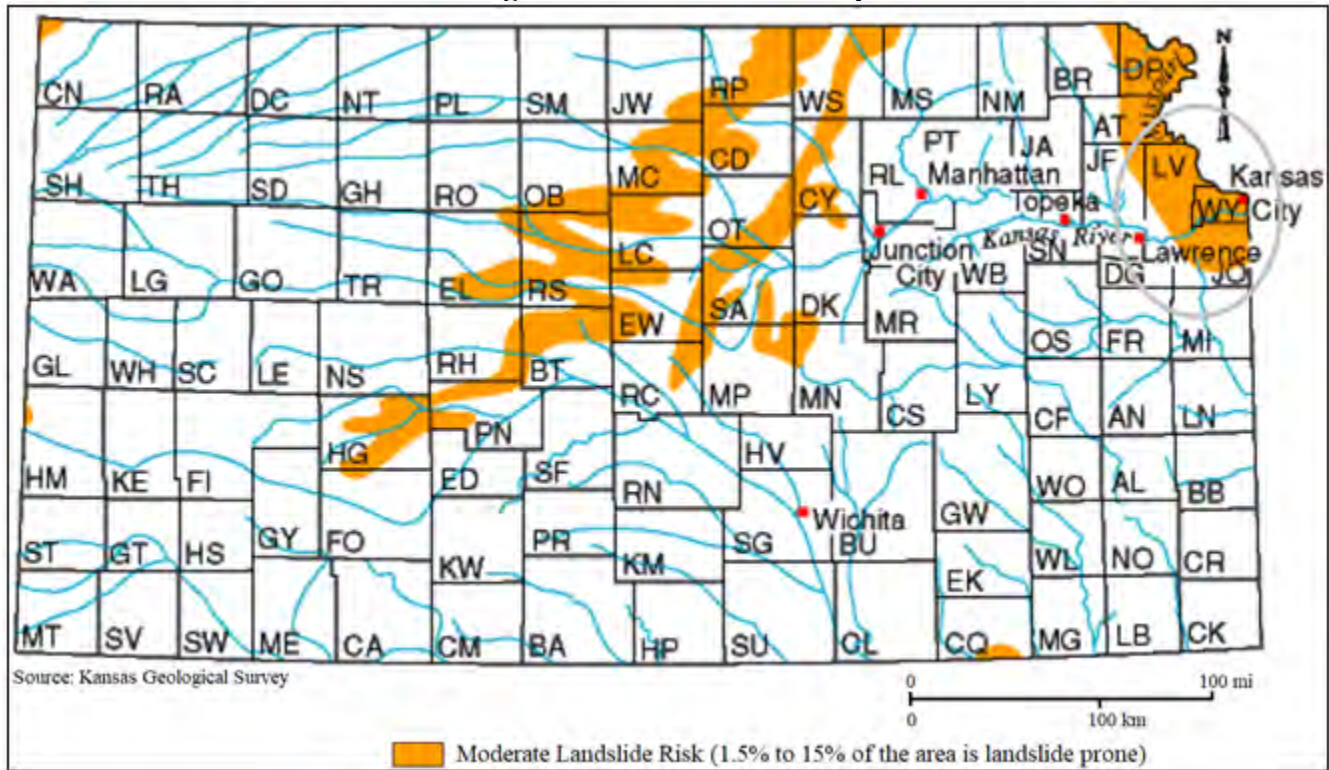 N
CN RA DC NT PL SM JW RP WS MS NM BR DP
SH TH SD GH RO OB MC CD CY RL PT JA AT JF LV
Manhattan
Kansas
City
WY
Topeka
OT
LC
Junction
City
Kansas River
Lawrence
WA LG GO TR EL RS SA DK WB SN DG JO
EW MR
GL WH SC LE NS RH BT RC MP MN CS LY OS FR MI
CF AN LN
HG PN
HM KE FI ED SF RN HV WO AL BB
Wichita
GW
ST GT HS GY FO PR KM SG BU WL NO CR
KW EK
MT SV SW ME CA CM BA HP SU CL CQ MG LB CK
Source: Kansas Geological Survey
0 100 mi
0 100 km
Moderate Landslide Risk (1.5% to 15% of the area is landslide prone)